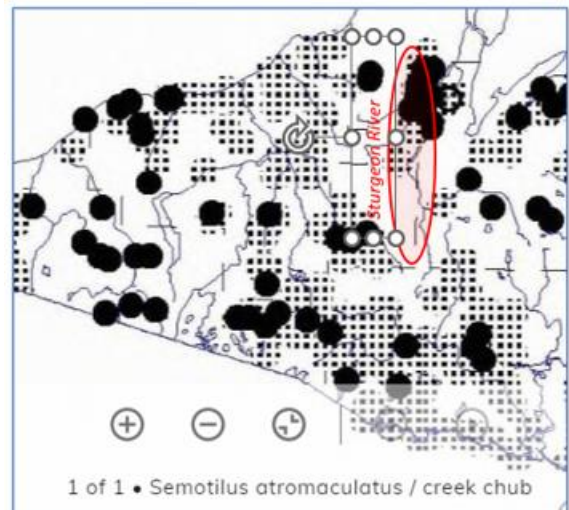 Sturgeon River
1 of 1 • Semotilus atromaculatus / creek chub